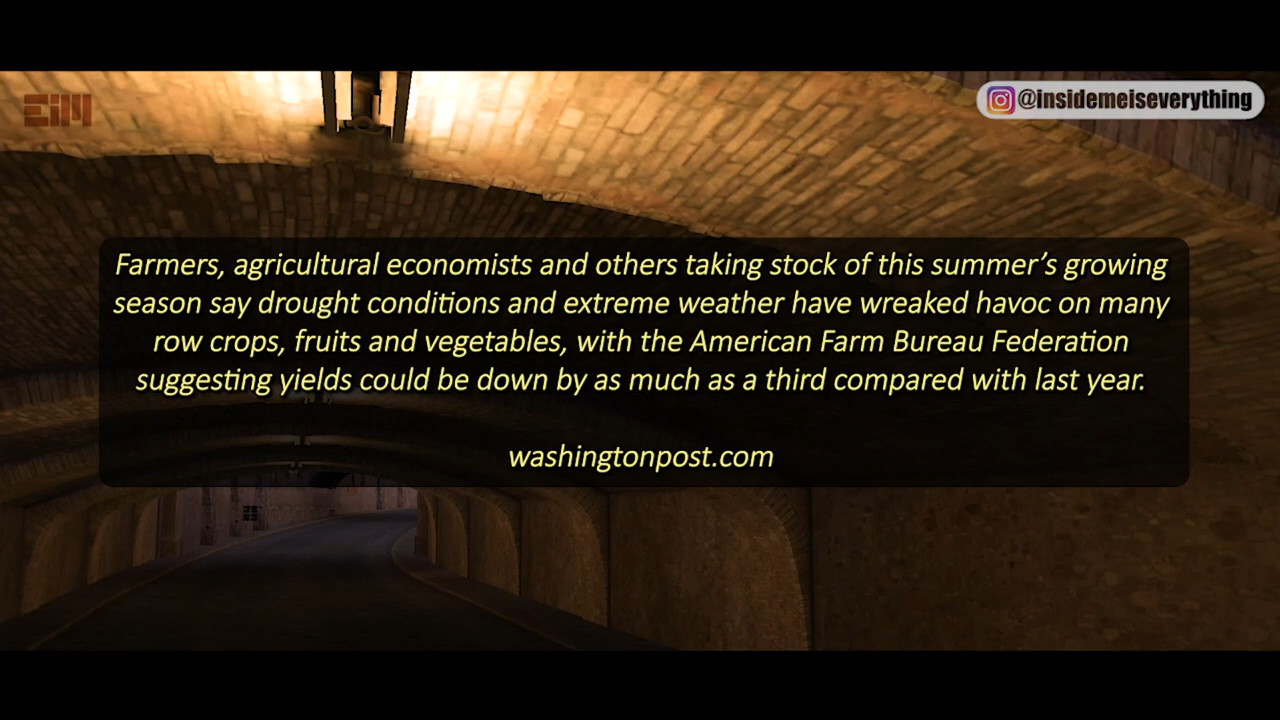 EiM
@insidemeiseverything
Farmers, agricultural economists and others taking stock of this summer’s growing
season say drought conditions and extreme weather have wreaked havoc on many
row crops, fruits and vegetables, with the American Farm Bureau Federation
suggesting yields could be down by as much as a third compared with last year.
washingtonpost.com